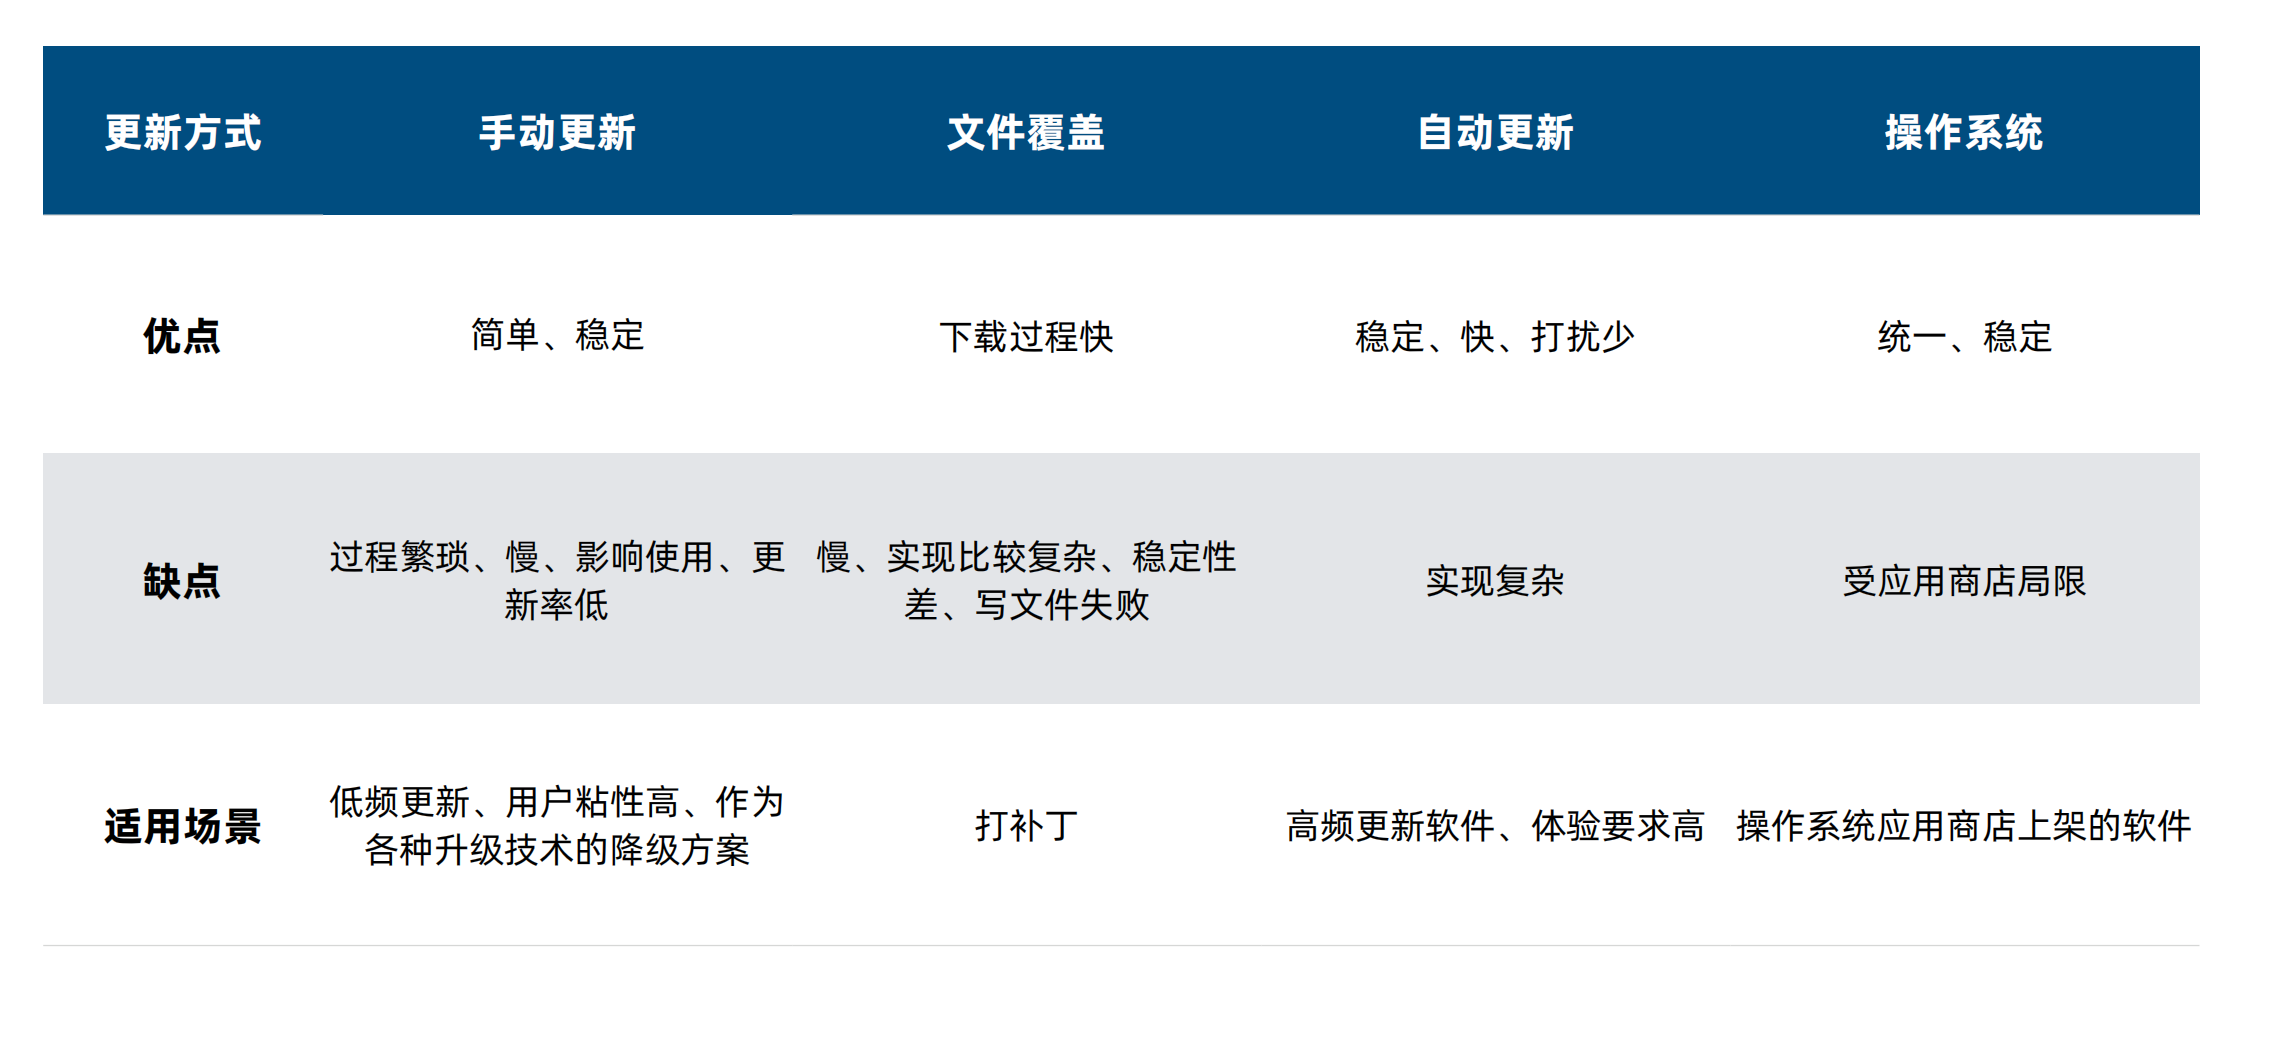 更新方式 手动更新 文件覆盖 自动更新 操作系统
优点 简单、稳定 下载过程快 稳定、快、打扰少 统一、稳定
缺点 过程繁琐、慢、影响使用、更新率低 慢、实现比较复杂、稳定性差、写文件失败 实现复杂 受应用商店局限
适用场景 低频更新、用户粘性高、作为各种升级技术的降级方案 打补丁 高频更新软件、体验要求高 操作系统应用商店上架的软件